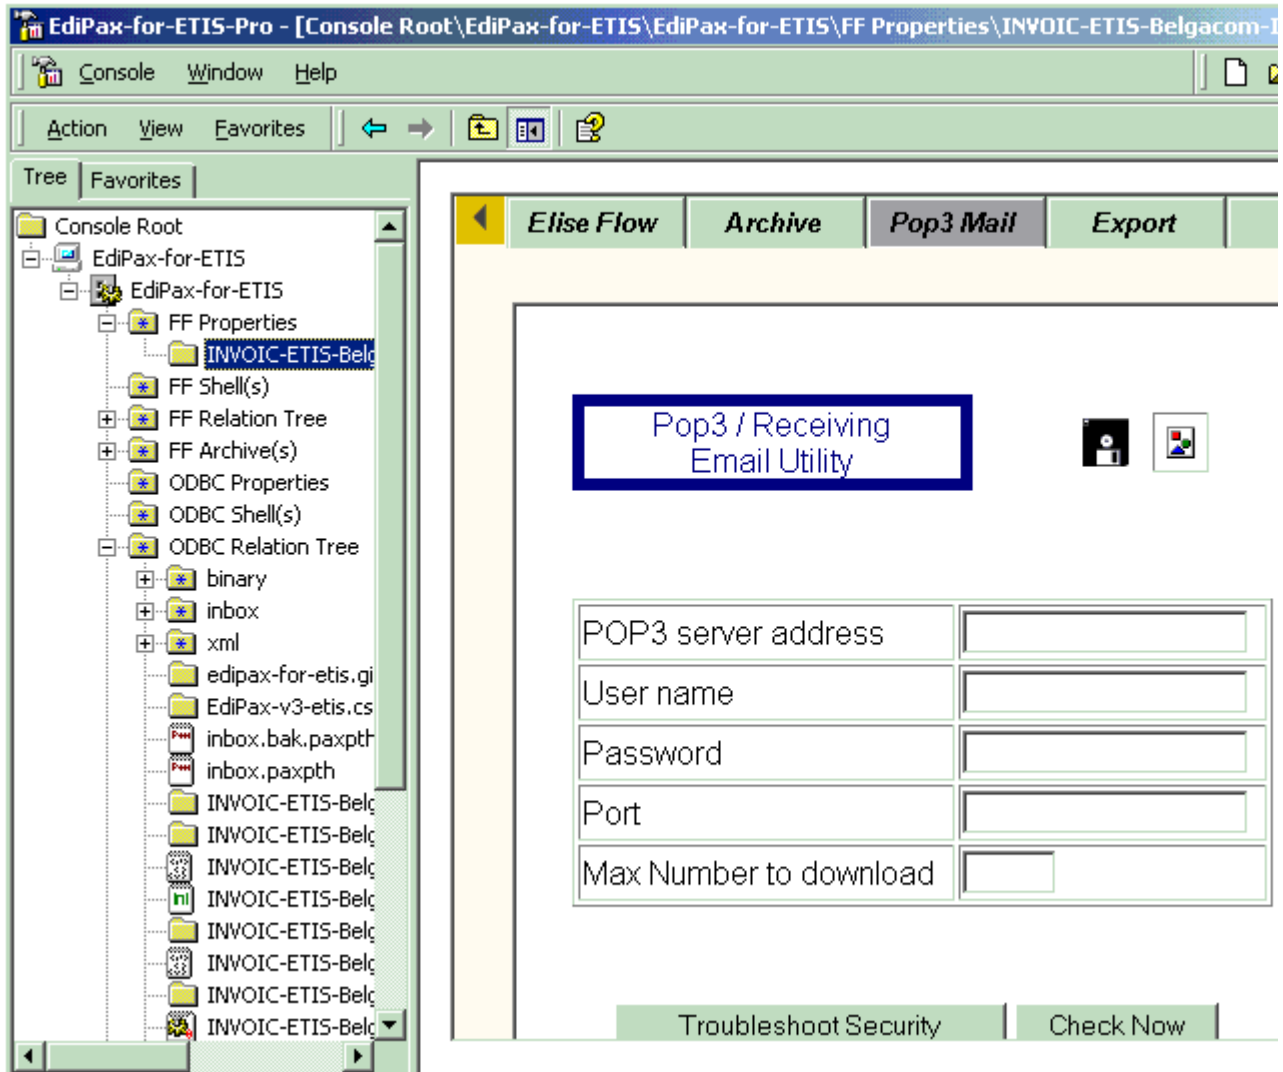 EdiPax-for-ETIS-Pro - [Console Root\EdiPax-for-ETIS\EdiPax-for-ETIS\FF Properties\INVOIC-ETIS-Belgacom-I
Console Window Help
Action View Favorites
Tree Favorites
Console Root
EdiPax-for-ETIS
EdiPax-for-ETIS
FF Properties
INVOIC-ETIS-Belg
FF Shell(s)
FF Relation Tree
FF Archive(s)
ODBC Properties
ODBC Shell(s)
ODBC Relation Tree
binary
inbox
xml
edipax-for-etis.gi
EdiPax-v3-etis.cs
inbox.bak.paxpth
inbox.paxpth
INVOIC-ETIS-Belg
INVOIC-ETIS-Belg
INVOIC-ETIS-Belg
INVOIC-ETIS-Belg
INVOIC-ETIS-Belg
INVOIC-ETIS-Belg
INVOIC-ETIS-Belg
INVOIC-ETIS-Belg
Elise Flow Archive Pop3 Mail Export
Pop3 / Receiving
Email Utility
POP3 server address
User name
Password
Port
Max Number to download
Troubleshoot Security Check Now